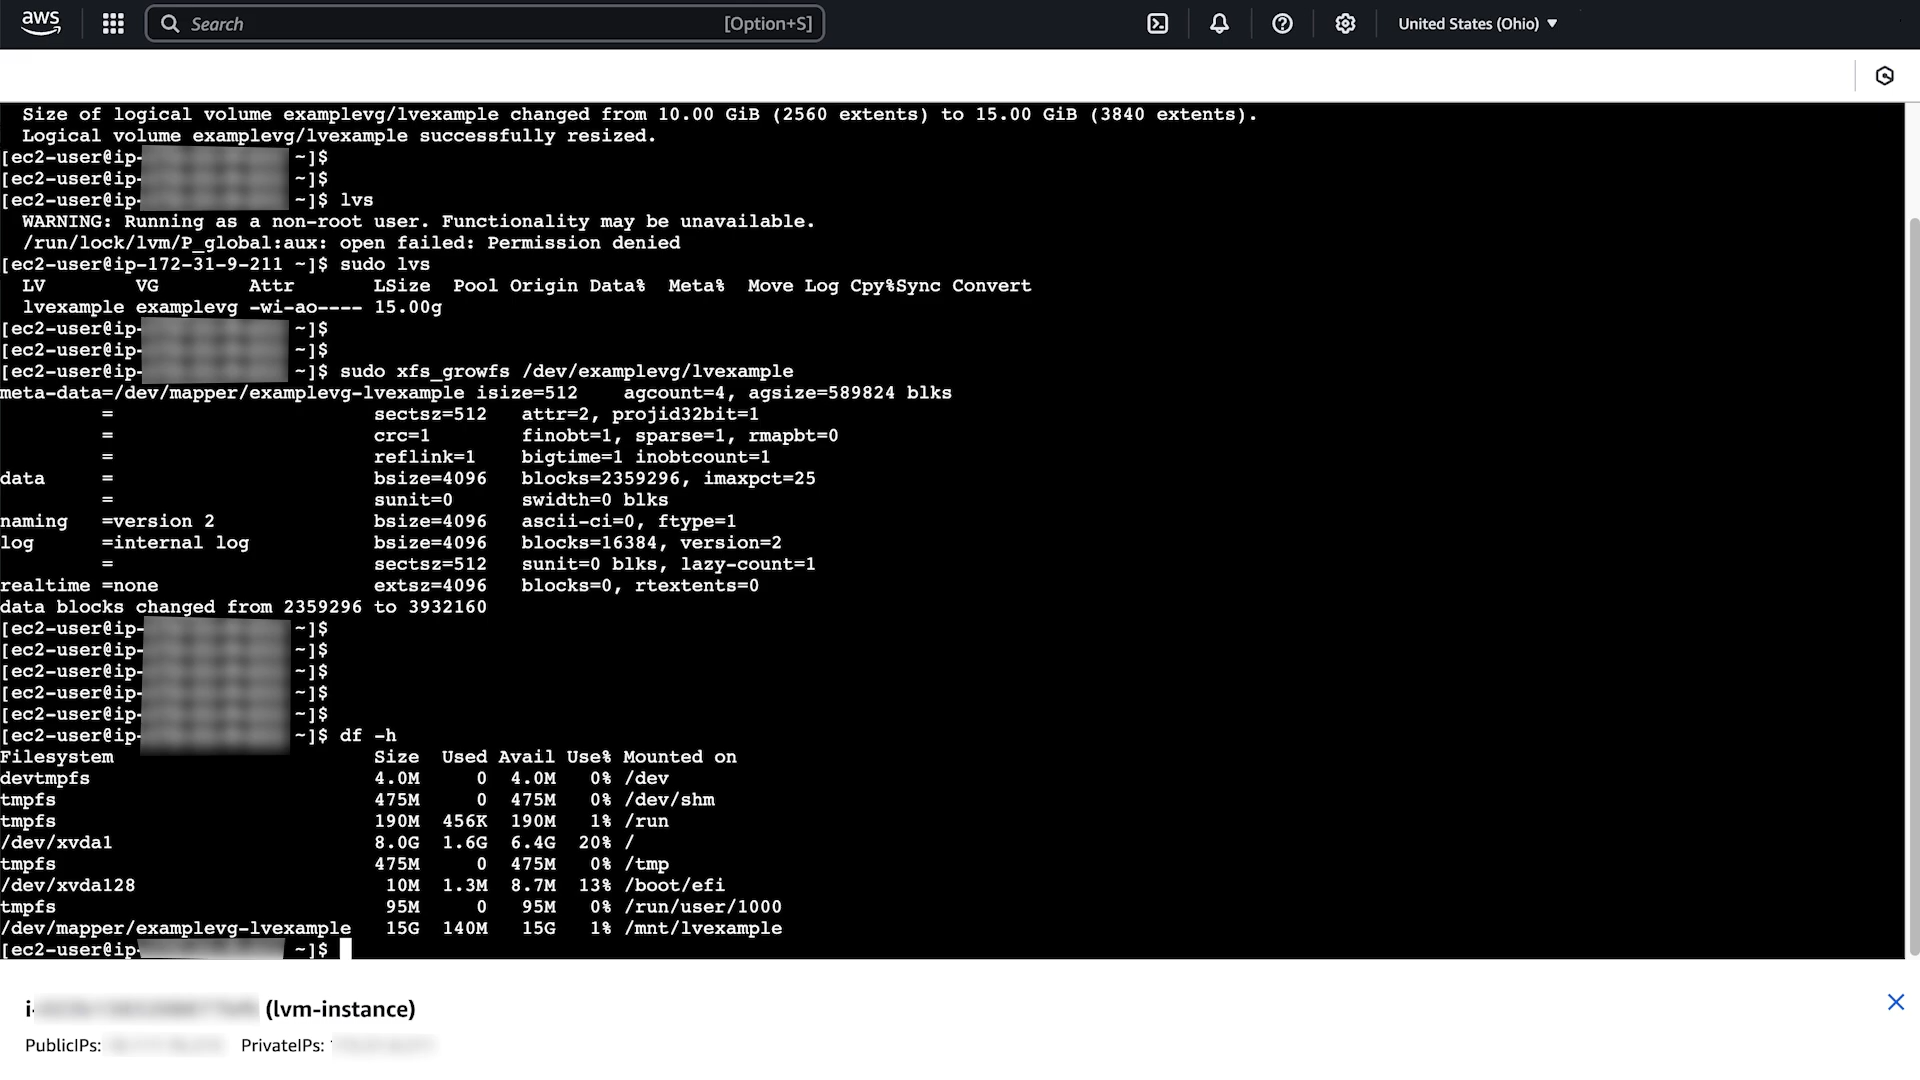 aws
Search [Option+S]
United States (Ohio)
Size of logical volume examplevg/lvexample changed from 10.00 GiB (2560 extents) to 15.00 GiB (3840 extents).
Logical volume examplevg/lvexample successfully resized.
[ec2-user@ip- ~]$
[ec2-user@ip- ~]$
[ec2-user@ip- ~]$ lvs
WARNING: Running as a non-root user. Functionality may be unavailable.
/run/lock/lvm/P_global:aux: open failed: Permission denied
[ec2-user@ip-172-31-9-211 ~]$ sudo lvs
LV VG Attr LSize Pool Origin Data% Meta% Move Log Cpy%Sync Convert
lvexample examplevg -wi-ao---- 15.00g
[ec2-user@ip- ~]$
[ec2-user@ip- ~]$
[ec2-user@ip- ~]$ sudo xfs_growfs /dev/examplevg/lvexample
meta-data=/dev/mapper/examplevg-lvexample isize=512 agcount=4, agsize=589824 blks
= sectsz=512 attr=2, projid32bit=1
= crc=1 finobt=1, sparse=1, rmapbt=0
= reflink=1 bigtime=1 inobtcount=1
data = bsize=4096 blocks=2359296, imaxpct=25
= sunit=0 swidth=0 blks
naming =version 2 bsize=4096 ascii-ci=0, ftype=1
log =internal log bsize=4096 blocks=16384, version=2
= sectsz=512 sunit=0 blks, lazy-count=1
realtime =none extsz=4096 blocks=0, rtextents=0
data blocks changed from 2359296 to 3932160
[ec2-user@ip- ~]$
[ec2-user@ip- ~]$
[ec2-user@ip- ~]$
[ec2-user@ip- ~]$
[ec2-user@ip- ~]$
[ec2-user@ip- ~]$ df -h
Filesystem Size Used Avail Use% Mounted on
devtmpfs 4.0M 0 4.0M 0% /dev
tmpfs 475M 0 475M 0% /dev/shm
tmpfs 190M 456K 190M 1% /run
/dev/xvda1 8.0G 1.6G 6.4G 20% /
tmpfs 475M 0 475M 0% /tmp
/dev/xvda128 10M 1.3M 8.7M 13% /boot/efi
tmpfs 95M 0 95M 0% /run/user/1000
/dev/mapper/examplevg-lvexample 15G 140M 15G 1% /mnt/lvexample
[ec2-user@ip- ~]$
i- (lvm-instance)
PublicIPs: PrivateIPs: